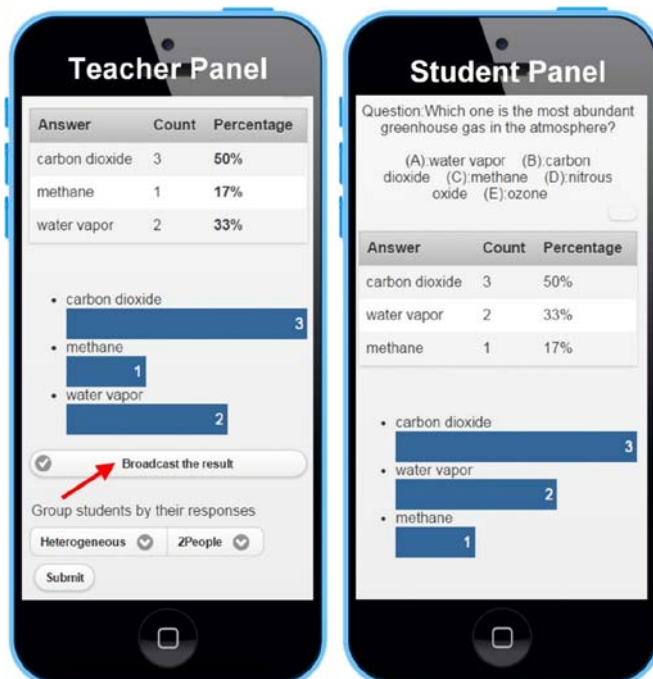 Teacher Panel
Answer Count Percentage
carbon dioxide 3 50%
methane 1 17%
water vapor 2 33%
• carbon dioxide
3
• methane
1
• water vapor
2
Broadcast the result
Group students by their responses
Heterogeneous 2People
Submit
Student Panel
Question:Which one is the most abundant
greenhouse gas in the atmosphere?
(A):water vapor (B):carbon
dioxide (C):methane (D):nitrous
oxide (E):ozone
Answer Count Percentage
carbon dioxide 3 50%
water vapor 2 33%
methane 1 17%
• carbon dioxide
3
• water vapor
2
• methane
1